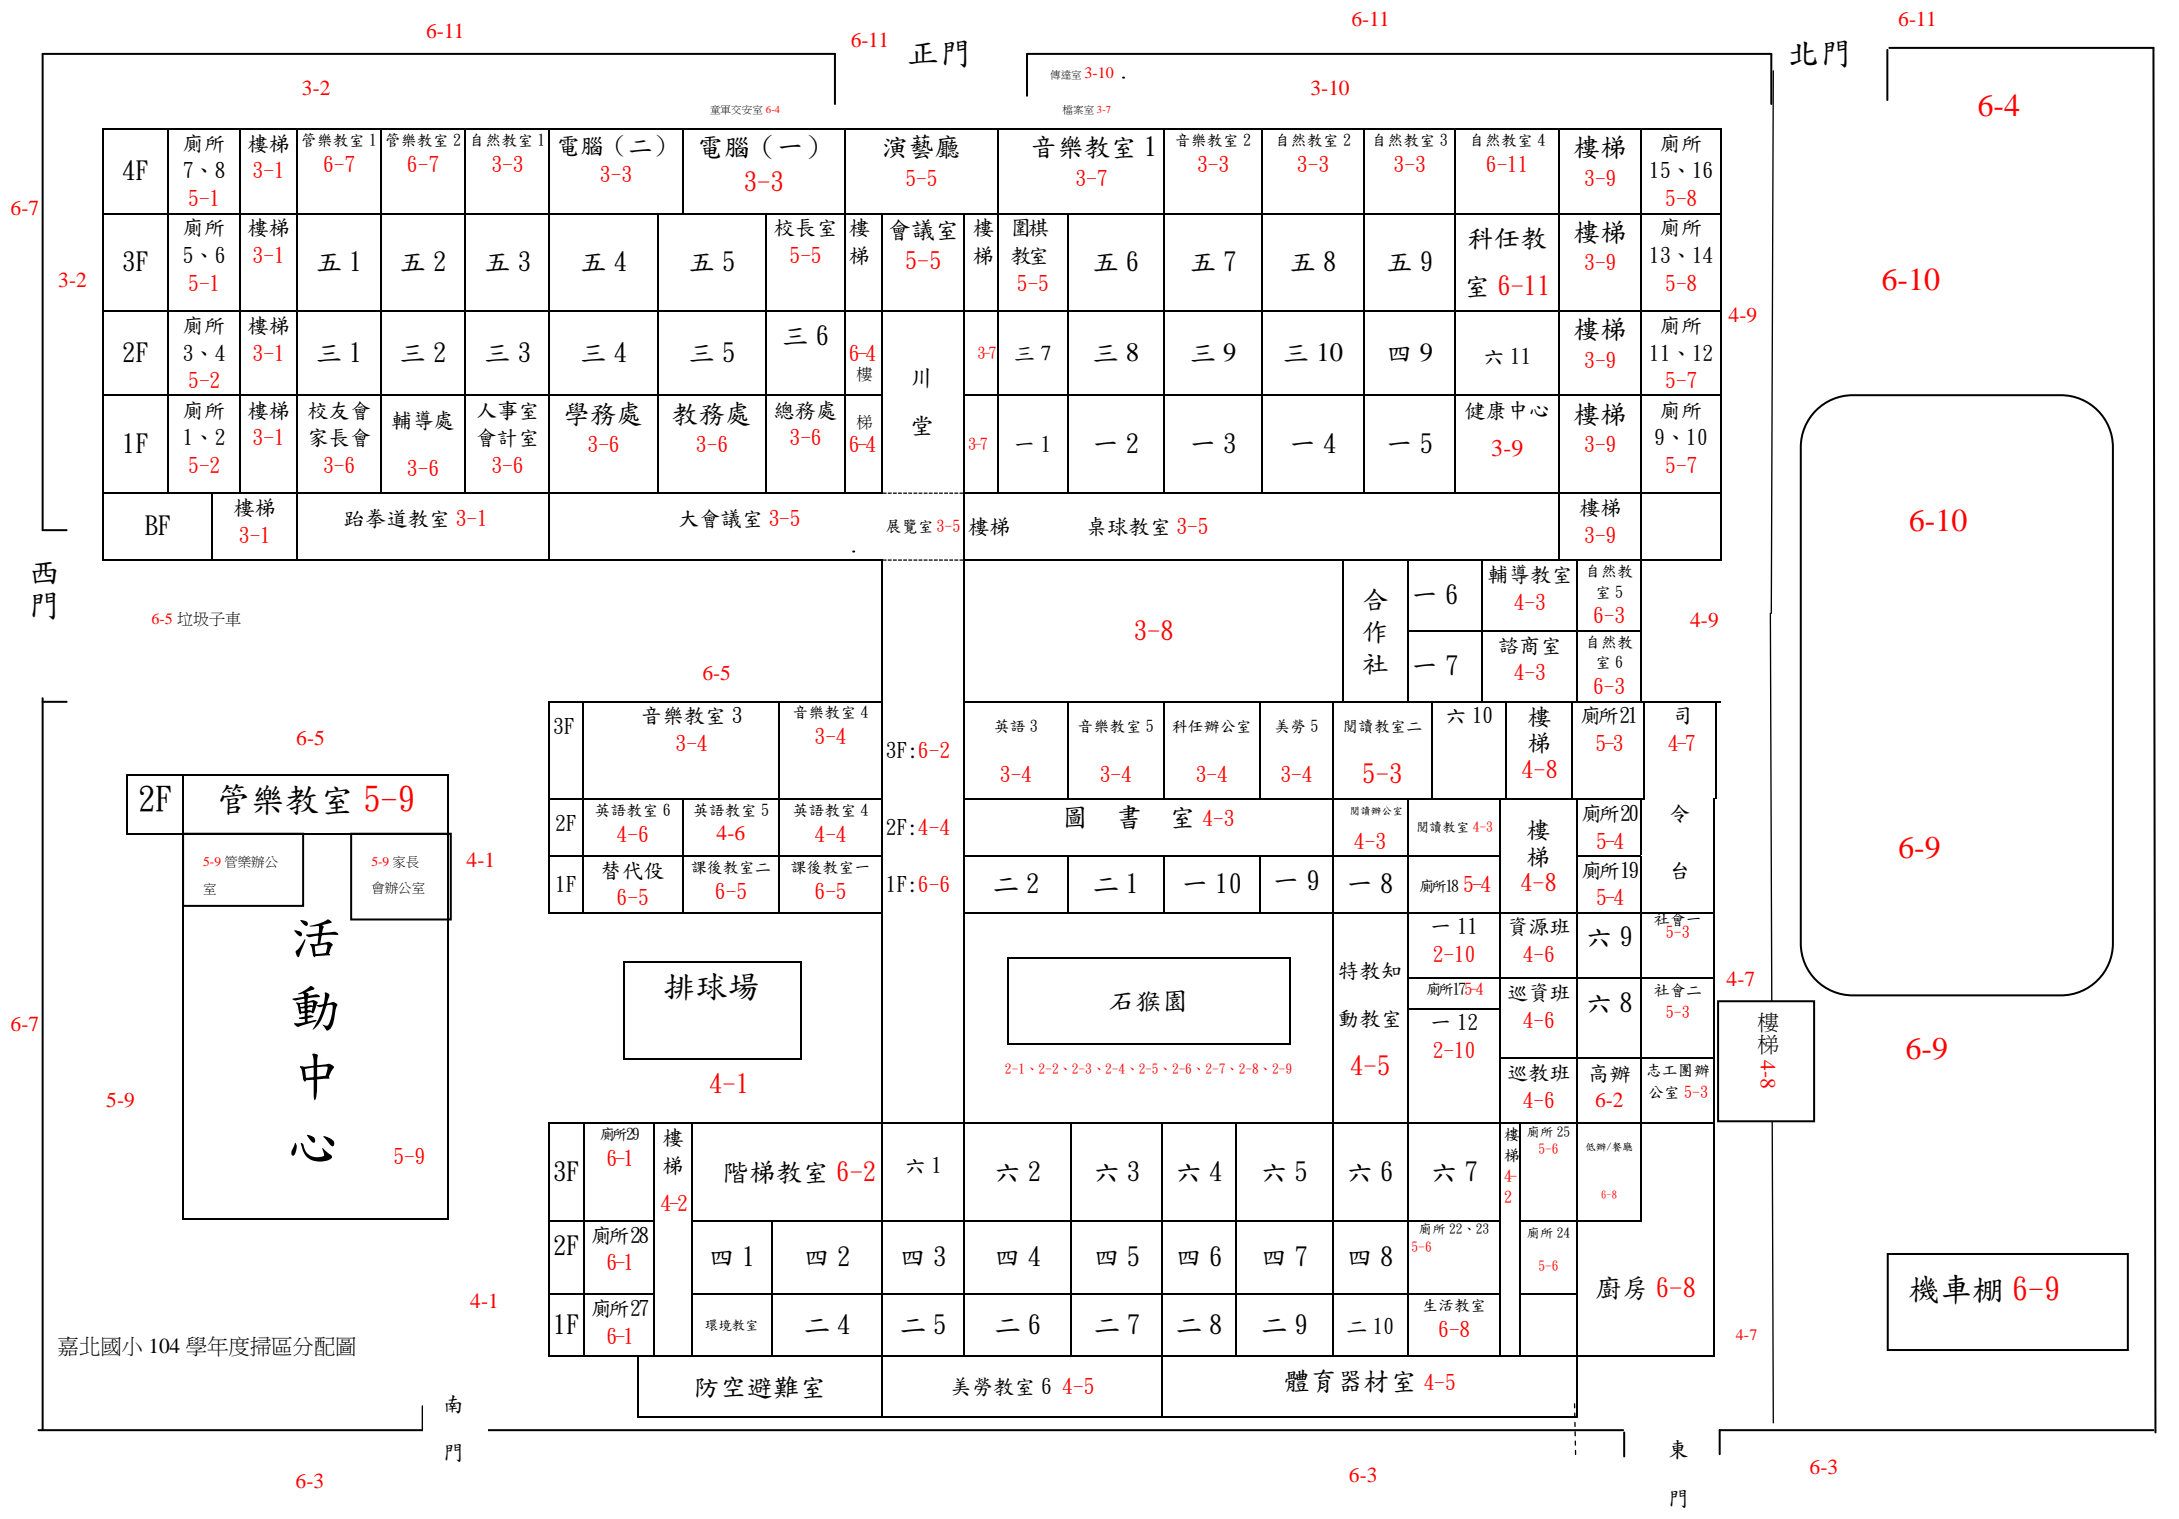 6-11
6-11
6-11
6-11
正門
北門
3-2
傳達室 3-10 .
3-10
6-4
童軍交安室 6-4
檔案室 3-7
4F
廁所
7、8
5-1
樓梯
3-1
管樂教室 1
6-7
管樂教室 2
6-7
自然教室 1
3-3
電腦（二）
3-3
電腦（一）
3-3
演藝廳
5-5
音樂教室 1
3-7
音樂教室 2
3-3
自然教室 2
3-3
自然教室 3
3-3
自然教室 4
6-11
樓梯
3-9
廁所
15、16
5-8
6-7
3-2
3F
廁所
5、6
5-1
樓梯
3-1
五 1
五 2
五 3
五 4
五 5
校長室
5-5
樓
梯
會議室
5-5
樓
梯
圍棋
教室
5-5
五 6
五 7
五 8
五 9
科任教
室 6-11
樓梯
3-9
廁所
13、14
5-8
6-10
4-9
2F
廁所
3、4
5-2
樓梯
3-1
三 1
三 2
三 3
三 4
三 5
三 6
6-4
樓
川
堂
3-7
三 7
三 8
三 9
三 10
四 9
六 11
樓梯
3-9
廁所
11、12
5-7
1F
廁所
1、2
5-2
樓梯
3-1
校友會
家長會
3-6
輔導處
3-6
人事室
會計室
3-6
學務處
3-6
教務處
3-6
總務處
3-6
梯
6-4
3-7
一 1
一 2
一 3
一 4
一 5
健康中心
3-9
樓梯
3-9
廁所
9、10
5-7
BF
樓梯
3-1
跆拳道教室 3-1
大會議室 3-5
展覽室 3-5
樓梯
桌球教室 3-5
樓梯
3-9
6-10
西
門
6-5 垃圾子車
3-8
合
作
社
一 6
輔導教室
4-3
自然教
室 5
6-3
一 7
諮商室
4-3
自然教
室 6
6-3
4-9
6-5
6-5
3F
音樂教室 3
3-4
音樂教室 4
3-4
3F:6-2
英語 3
3-4
音樂教室 5
3-4
科任辦公室
3-4
美勞 5
3-4
閱讀教室二
5-3
六 10
樓
梯
4-8
廁所21
5-3
司
4-7
令
台
2F
管樂教室 5-9
2F
英語教室 6
4-6
英語教室 5
4-6
英語教室 4
4-4
2F:4-4
圖 書 室 4-3
閱讀辦公室
4-3
閱讀教室 4-3
樓
梯
4-8
廁所20
5-4
6-9
5-9 管樂辦公
室
5-9 家長
會辦公室
4-1
1F
替代役
6-5
課後教室二
6-5
課後教室一
6-5
1F:6-6
二 2
二 1
一 10
一 9
一 8
廁所18 5-4
廁所19
5-4
活
動
中
心
5-9
5-9
6-7
排球場
4-1
石猴園
2-1、2-2、2-3、2-4、2-5、2-6、2-7、2-8、2-9
特教知
動教室
4-5
一 11
2-10
廁所17 5-4
一 12
2-10
資源班
4-6
巡資班
4-6
巡教班
4-6
六 9
六 8
高辦
6-2
社會一
5-3
社會二
5-3
志工團辦
公室 5-3
4-7
樓梯 4-8
6-9
3F
廁所29
6-1
樓
梯
4-2
階梯教室 6-2
六 1
六 2
六 3
六 4
六 5
六 6
六 7
樓
梯
4-
2
廁所 25
5-6
低辦/餐廳
6-8
2F
廁所28
6-1
四 1
四 2
四 3
四 4
四 5
四 6
四 7
四 8
廁所 22、23
5-6
廁所 24
5-6
廚房 6-8
機車棚 6-9
4-1
1F
廁所27
6-1
環境教室
二 4
二 5
二 6
二 7
二 8
二 9
二 10
生活教室
6-8
4-7
嘉北國小 104 學年度掃區分配圖
防空避難室
美勞教室 6 4-5
體育器材室 4-5
南
門
東
門
6-3
6-3
6-3